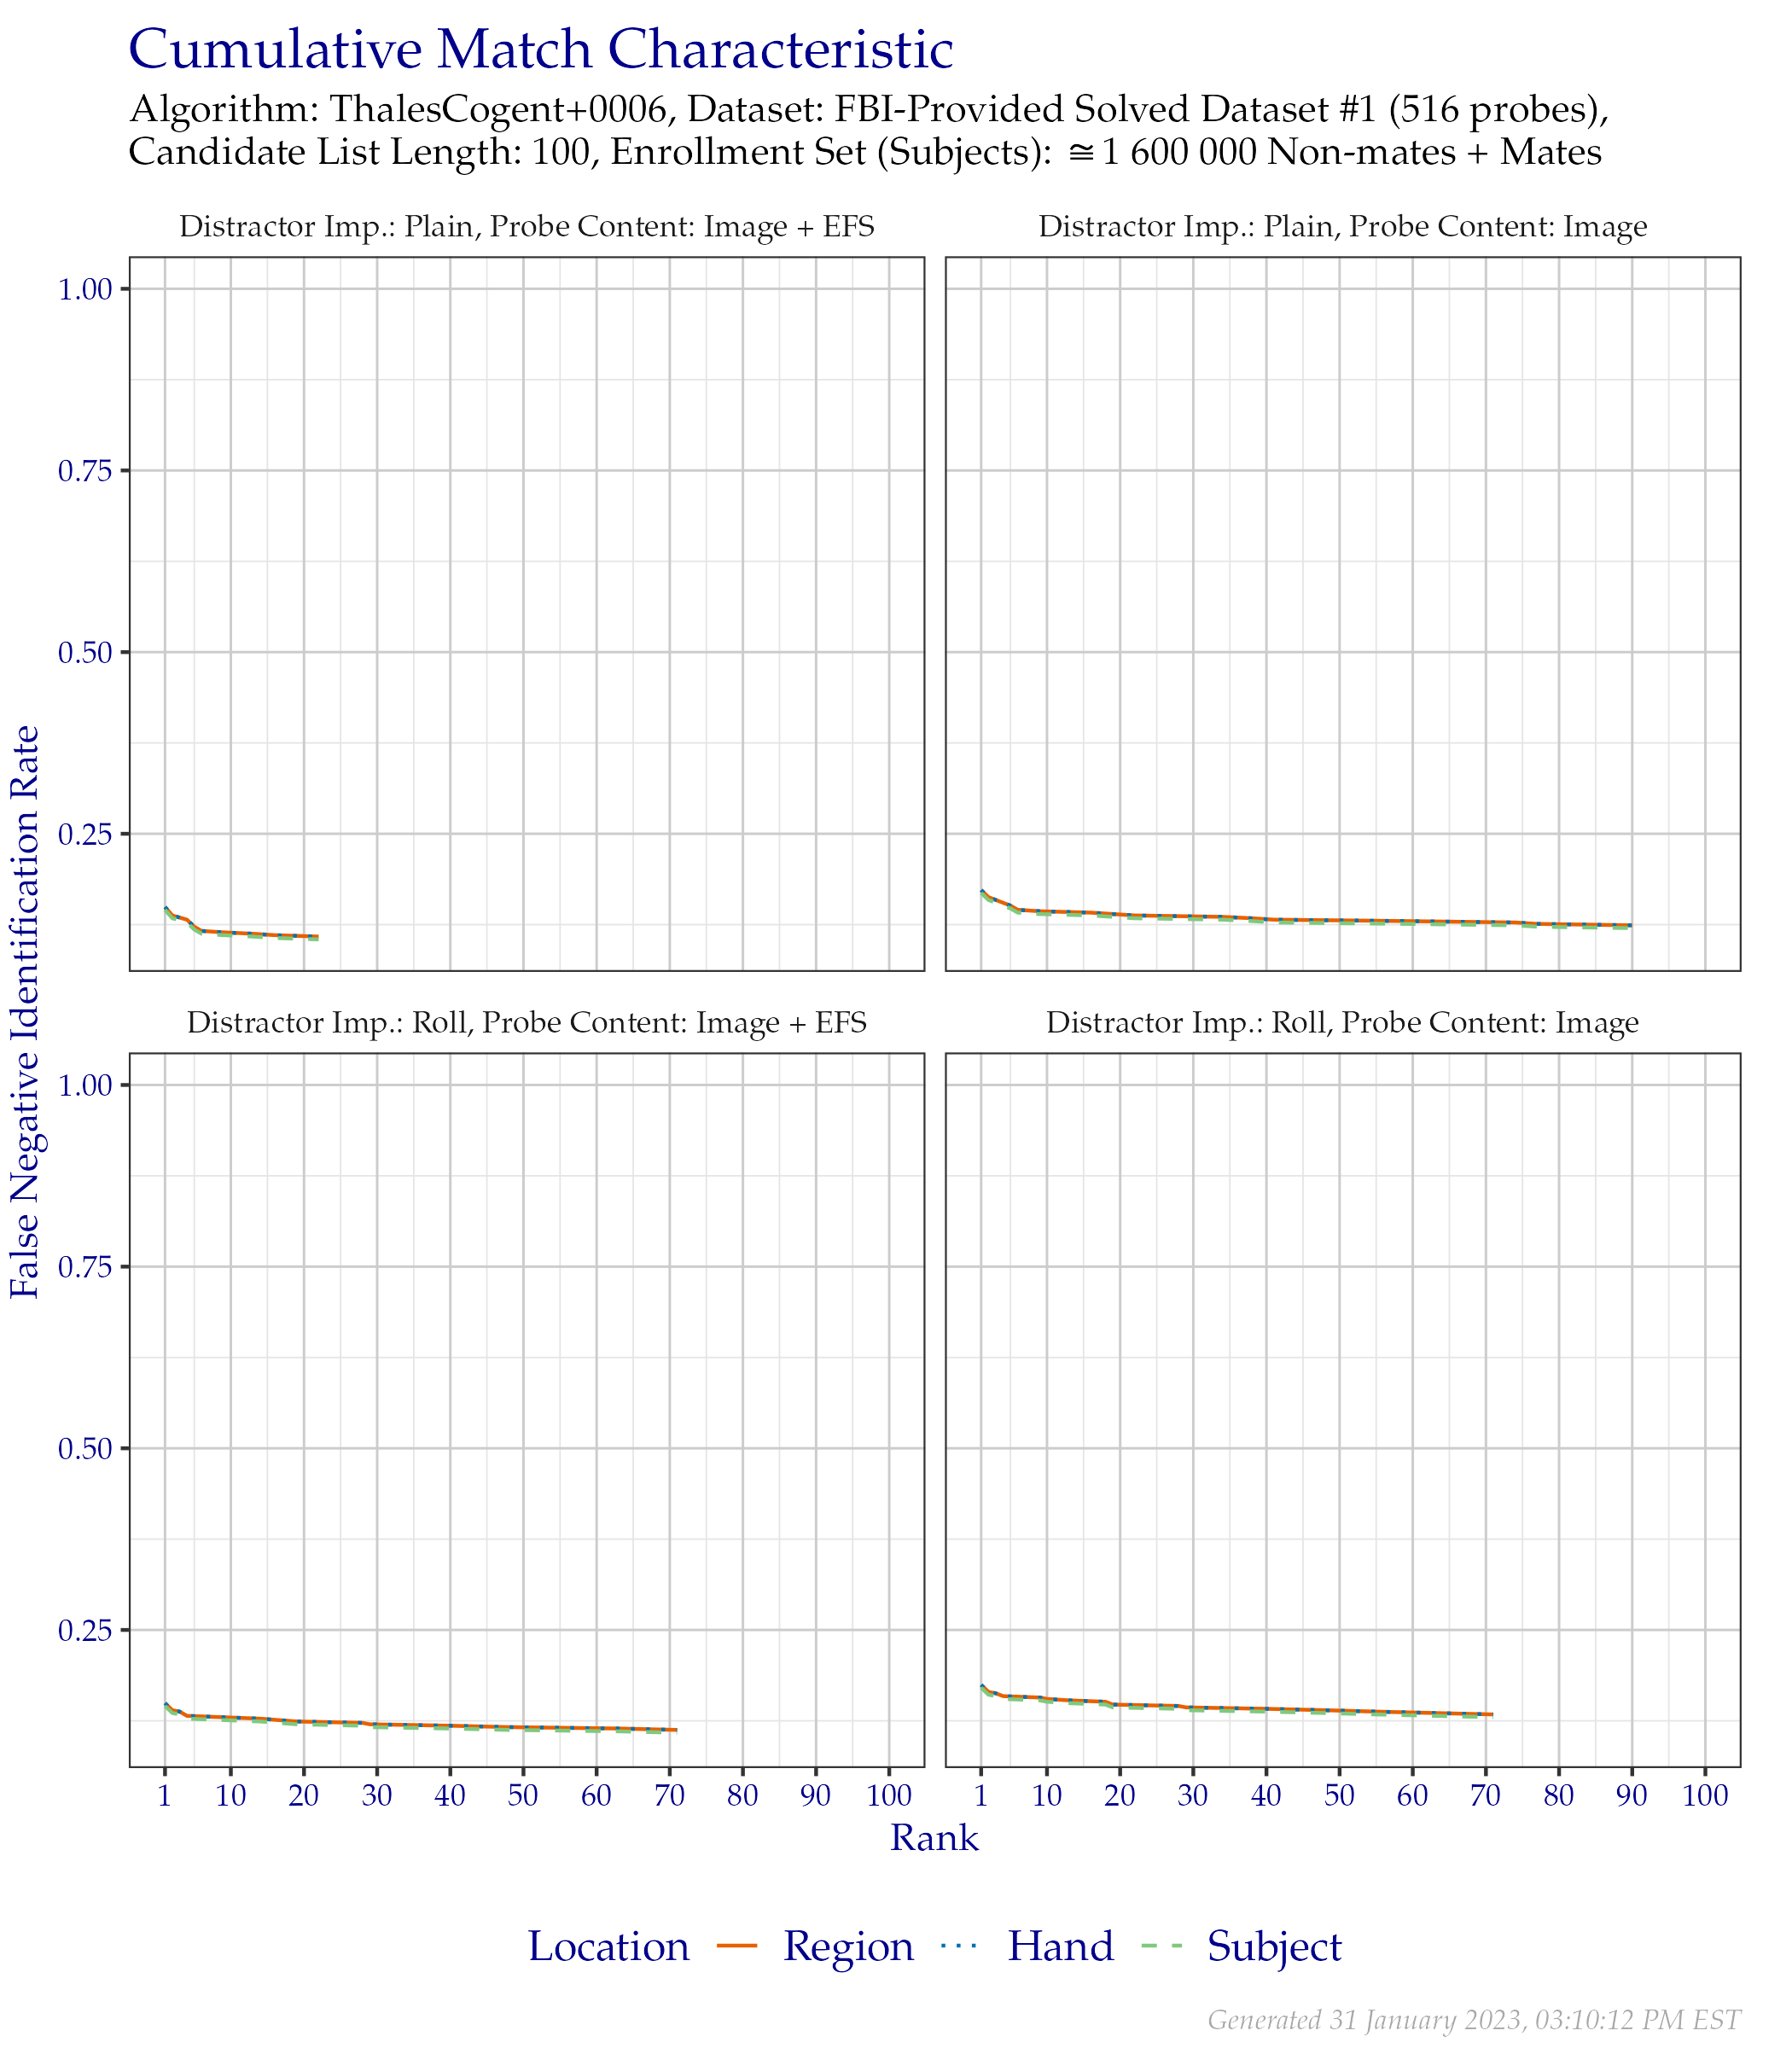 Cumulative Match Characteristic
Algorithm: ThalesCogent+0006, Dataset: FBI-Provided Solved Dataset #1 (516 probes),
Candidate List Length: 100, Enrollment Set (Subjects): ≅ 1 600 000 Non-mates + Mates
Distractor Imp.: Plain, Probe Content: Image + EFS
Distractor Imp.: Plain, Probe Content: Image
1.00
0.75
0.50
0.25
Distractor Imp.: Roll, Probe Content: Image + EFS
Distractor Imp.: Roll, Probe Content: Image
1.00
0.75
0.50
0.25
False Negative Identification Rate
1 10 20 30 40 50 60 70 80 90 100
1 10 20 30 40 50 60 70 80 90 100
Rank
Location Region Hand Subject
Generated 31 January 2023, 03:10:12 PM EST